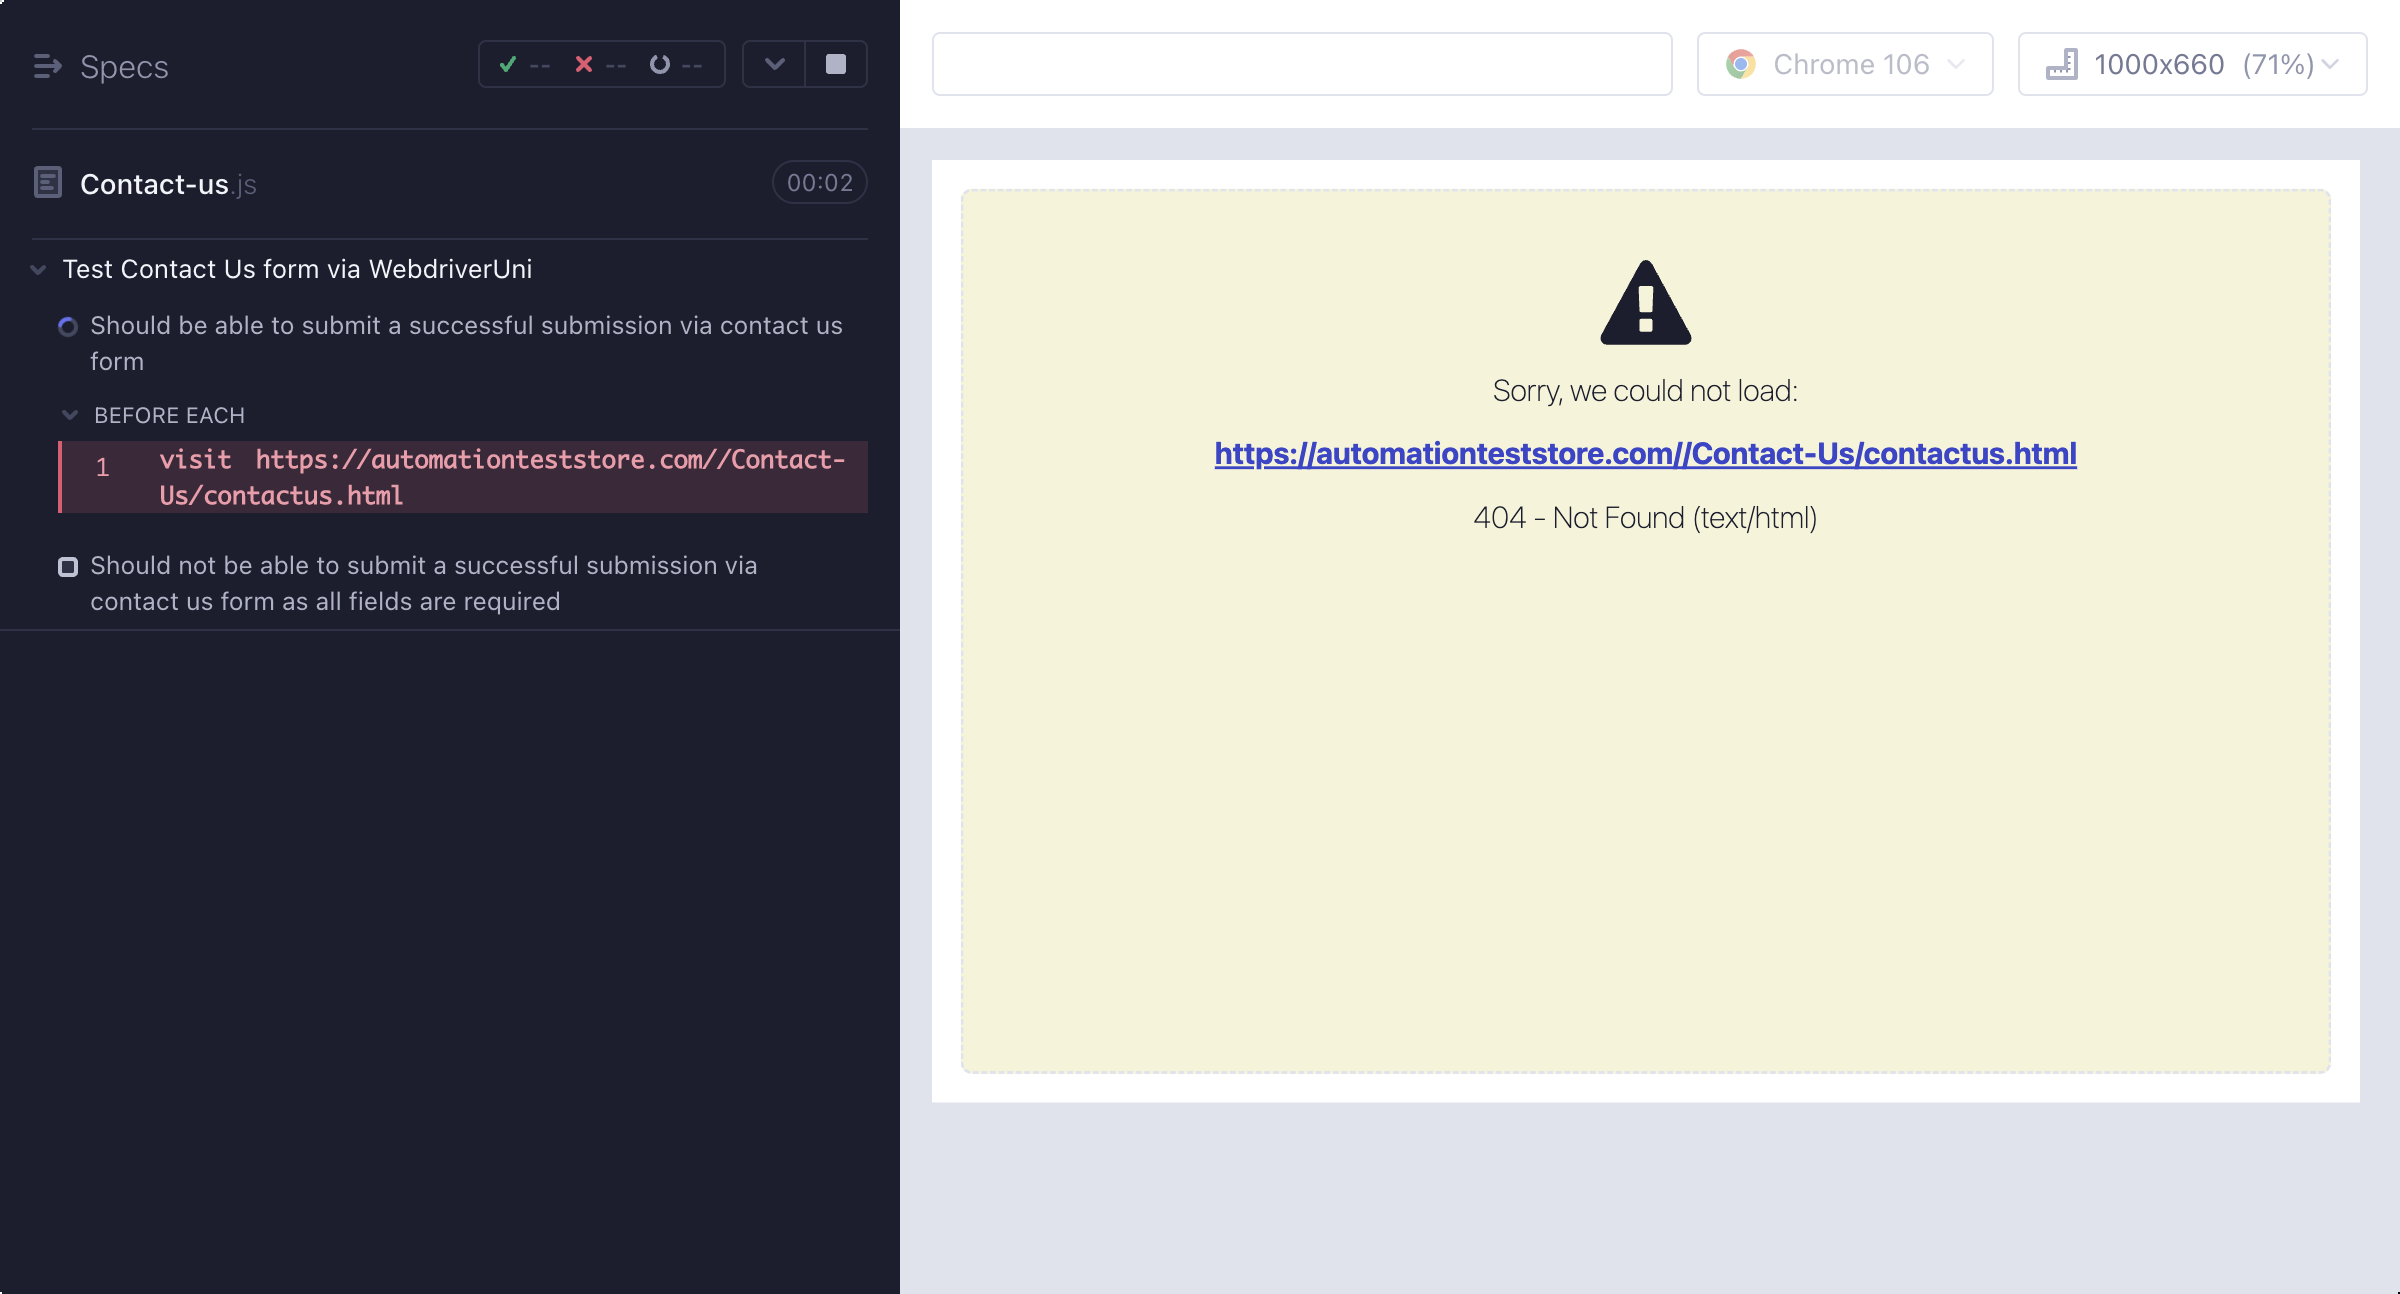 Specs
-- -- --
Contact-us.js
00:02
Test Contact Us form via WebdriverUni
Should be able to submit a successful submission via contact us
form
BEFORE EACH
1 visit https://automationteststore.com//Contact-
Us/contactus.html
Should not be able to submit a successful submission via
contact us form as all fields are required
Chrome 106
1000x660 (71%)
Sorry, we could not load:
https://automationteststore.com//Contact-Us/contactus.html
404 - Not Found (text/html)